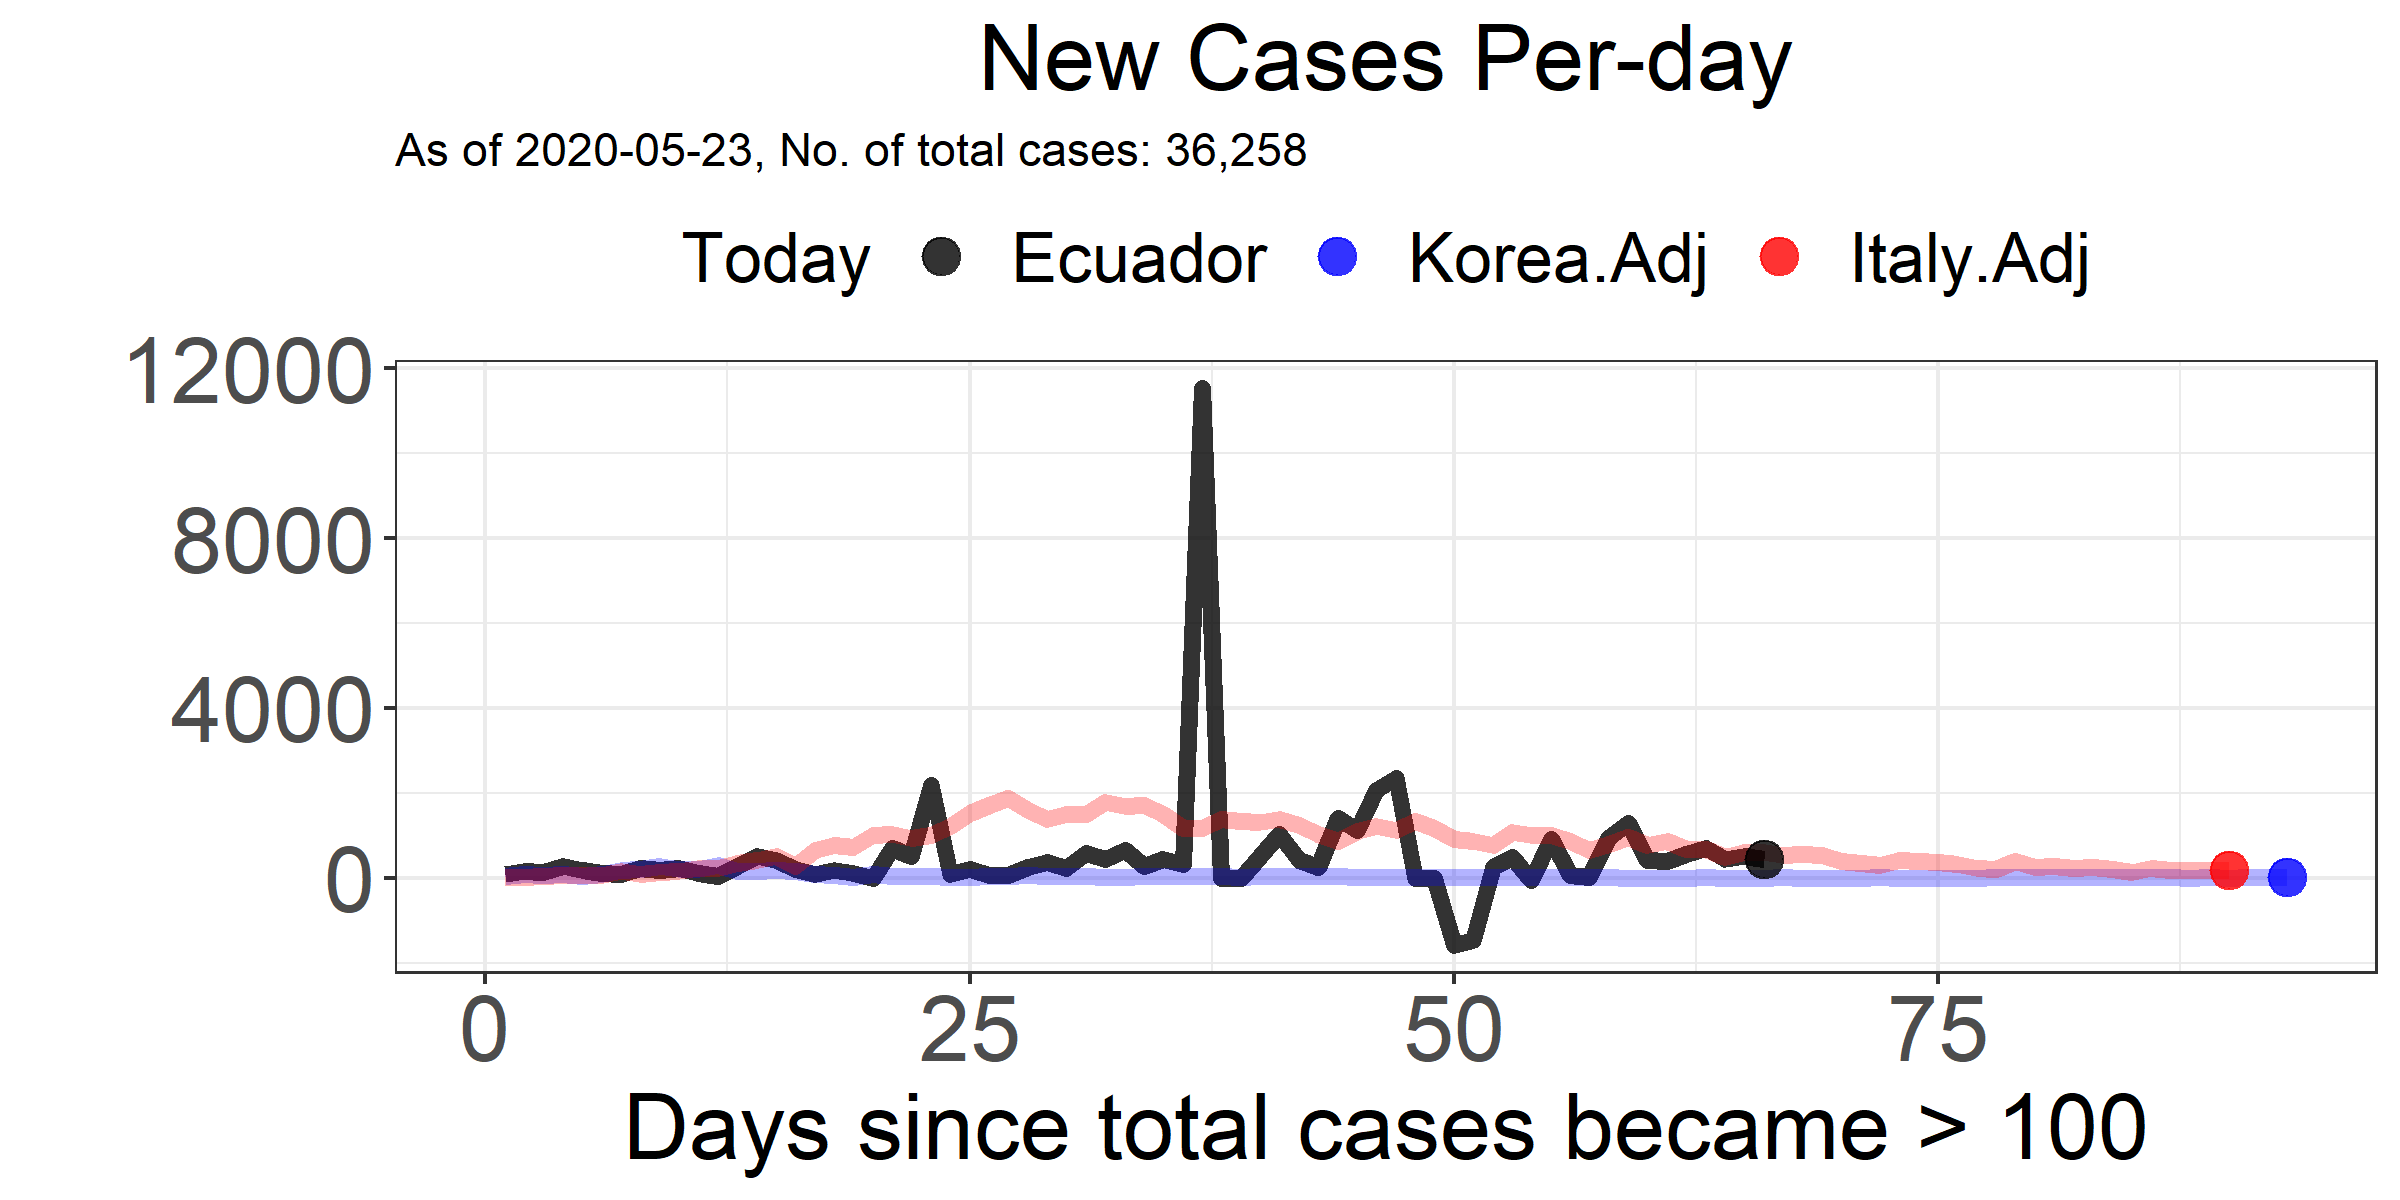 New Cases Per-day
As of 2020-05-23, No. of total cases: 36,258
Today Ecuador Korea.Adj Italy.Adj
12000
8000
4000
0
0 25 50 75
Days since total cases became > 100